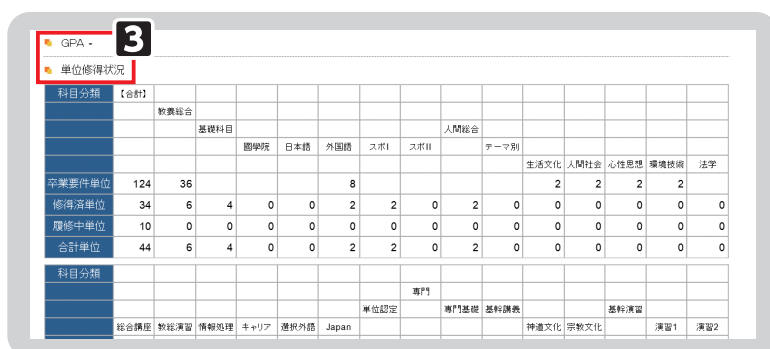 GPA -
3
単位修得状況
科目分類 【合計】
教養総合
基礎科目 人間総合
國學院 日本語 外国語 スポI スポII テーマ別
生活文化 人間社会 心性思想 環境技術 法学
卒業要件単位 124 36 8 2 2 2 2
修得済単位 34 6 4 0 0 2 2 0 2 0 0 0 0 0 0
履修中単位 10 0 0 0 0 0 0 0 0 0 0 0 0 0 0
合計単位 44 6 4 0 0 2 2 0 2 0 0 0 0 0 0
科目分類
専門
単位認定 専門基礎 基幹講義 基幹演習
総合講座 教総演習 情報処理 キャリア 選択外語 Japan 神道文化 宗教文化 演習1 演習2